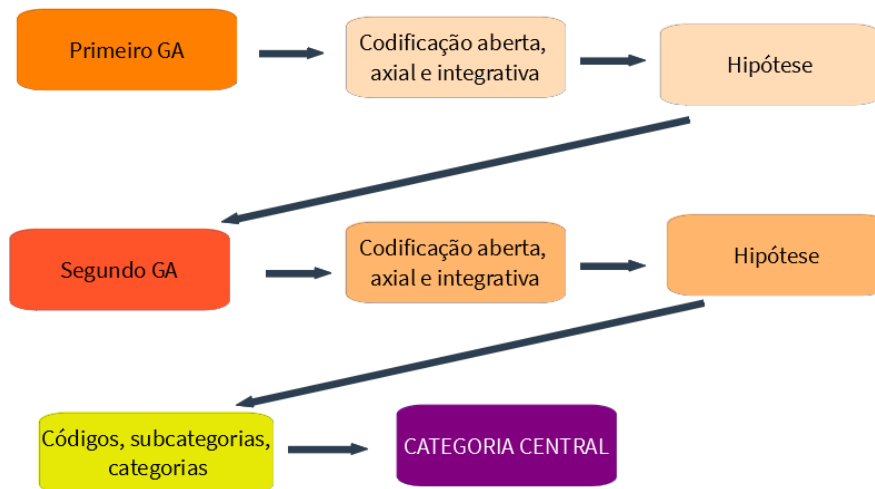 Primeiro GA
Codificação aberta,
axial e integrativa
Hipótese
Segundo GA
Codificação aberta,
axial e integrativa
Hipótese
Códigos, subcategorias,
categorias
CATEGORIA CENTRAL